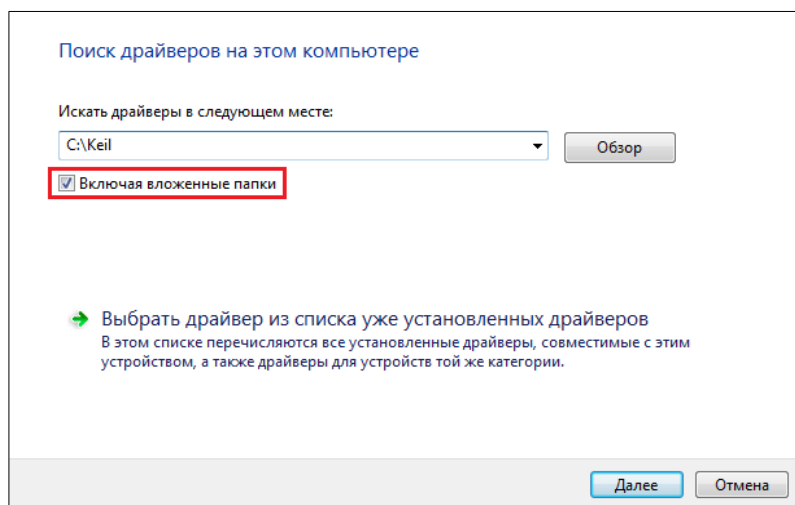 Поиск драйверов на этом компьютере
Искать драйверы в следующем месте:
C:\Keil
Обзор
Включая вложенные папки
Выбрать драйвер из списка уже установленных драйверов
В этом списке перечисляются все установленные драйверы, совместимые с этим
устройством, а также драйверы для устройств той же категории.
Далее
Отмена